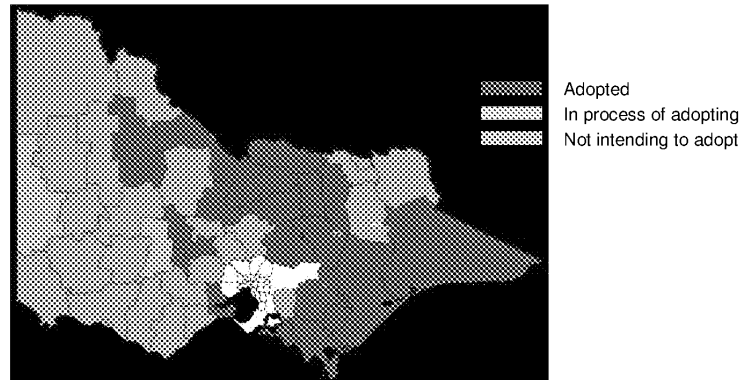 Adopted
In process of adopting
Not intending to adopt